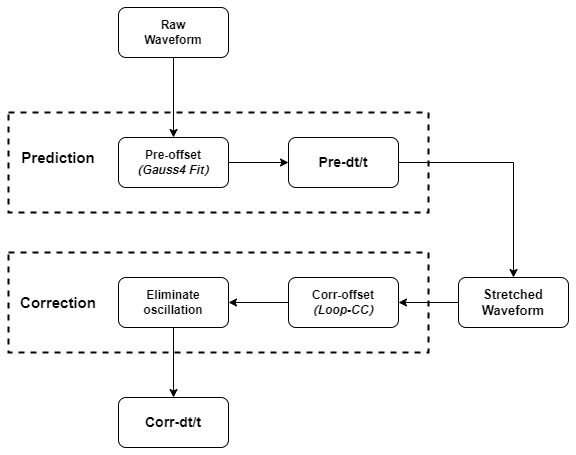 Raw
Waveform
Prediction
Pre-offset
(Gauss4 Fit)
Pre-dt/t
Correction
Eliminate
oscillation
Corr-offset
(Loop-CC)
Stretched
Waveform
Corr-dt/t